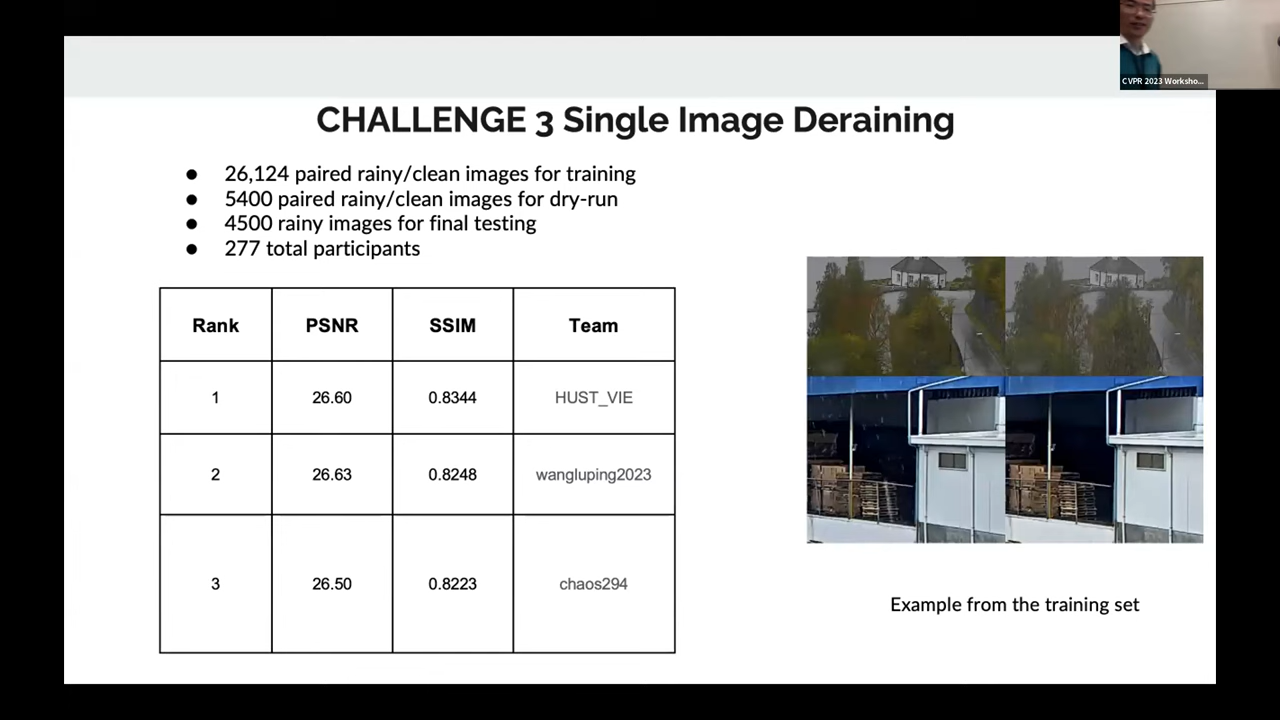 CVPR 2023 Worksho...
CHALLENGE 3 Single Image Deraining
● 26,124 paired rainy/clean images for training
● 5400 paired rainy/clean images for dry-run
● 4500 rainy images for final testing
● 277 total participants
Rank PSNR SSIM Team
1 26.60 0.8344 HUST_VIE
2 26.63 0.8248 wangluping2023
3 26.50 0.8223 chaos294
Example from the training set